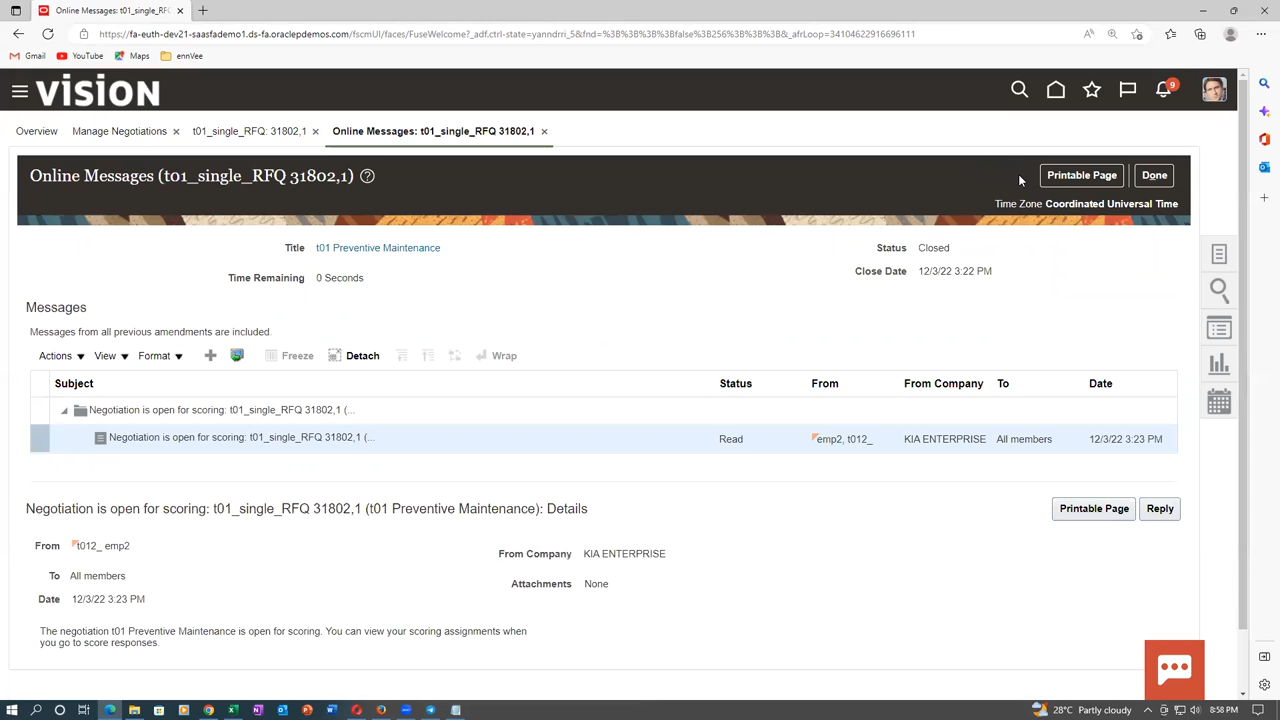 Online Messages: t01_single_RFQ
https://fa-euth-dev21-saasfademo1.ds-fa.oraclepdemos.com/fscmUI/faces/FuseWelcome?_adf.ctrl-state=yanndrri_5&fnd=%3B%3B%3B%3Bfalse%3B256%3B%3B%3B&_afrLoop=34104622916696111
Gmail YouTube Maps ennVee
VISION
9
Overview Manage Negotiations t01_single_RFQ: 31802,1 Online Messages: t01_single_RFQ 31802,1
Online Messages (t01_single_RFQ 31802,1) Printable Page Done
Time Zone Coordinated Universal Time
Title t01 Preventive Maintenance Status Closed
Time Remaining 0 Seconds Close Date 12/3/22 3:22 PM
Messages
Messages from all previous amendments are included.
Actions View Format Freeze Detach Wrap
Subject Status From From Company To Date
Negotiation is open for scoring: t01_single_RFQ 31802,1 (...
Negotiation is open for scoring: t01_single_RFQ 31802,1 (... Read emp2, t012_ KIA ENTERPRISE All members 12/3/22 3:23 PM
Negotiation is open for scoring: t01_single_RFQ 31802,1 (t01 Preventive Maintenance): Details Printable Page Reply
From t012_ emp2 From Company KIA ENTERPRISE
To All members Attachments None
Date 12/3/22 3:23 PM
The negotiation t01 Preventive Maintenance is open for scoring. You can view your scoring assignments when
you go to score responses.
28°C Partly cloudy 8:58 PM